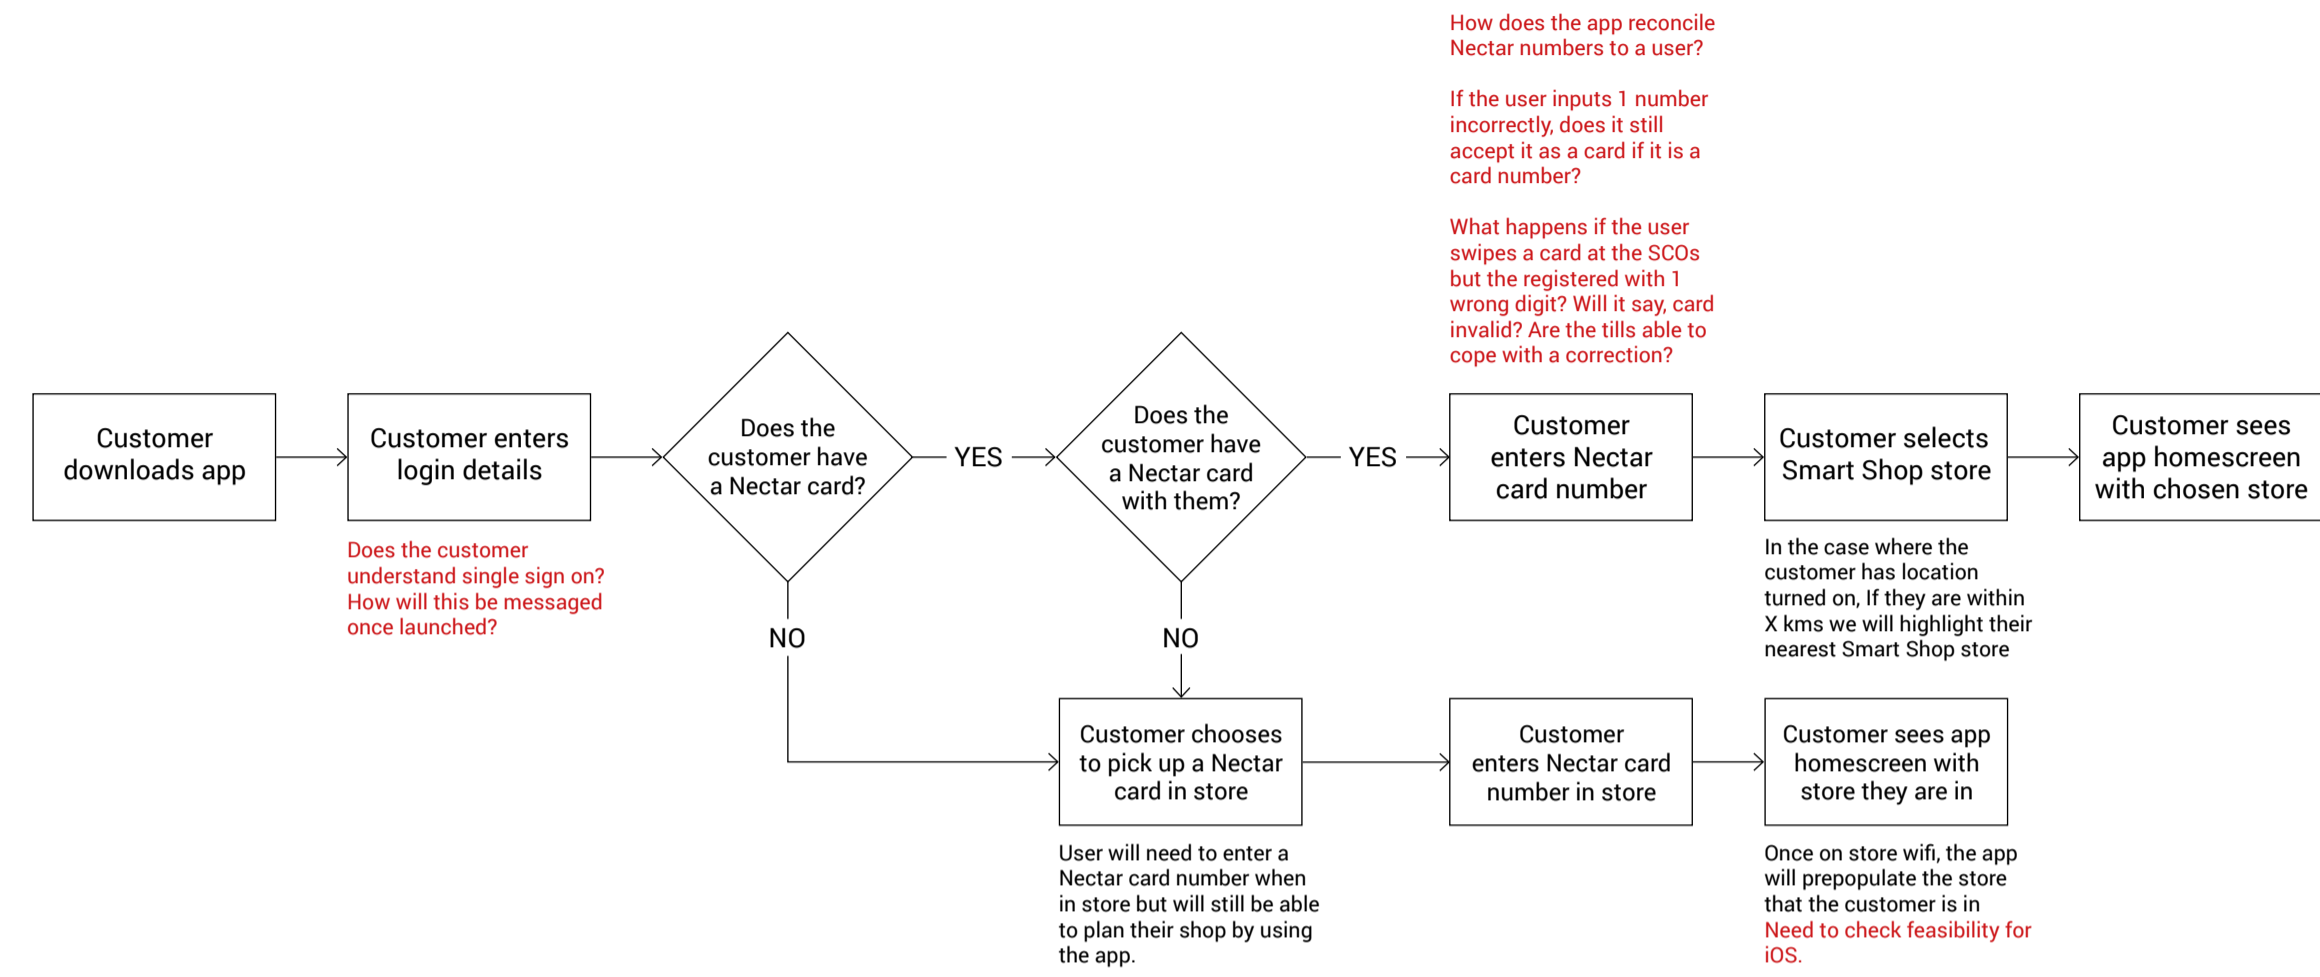 How does the app reconcile
Nectar numbers to a user?
If the user inputs 1 number
incorrectly, does it still
accept it as a card if it is a
card number?
What happens if the user
swipes a card at the SCOs
but the registered with 1
wrong digit? Will it say, card
invalid? Are the tills able to
cope with a correction?
Customer
downloads app
Customer enters
login details
Does the customer
understand single sign on?
How will this be messaged
once launched?
Does the
customer have
a Nectar card?
YES
NO
Does the
customer have
a Nectar card
with them?
YES
NO
Customer
enters Nectar
card number
Customer selects
Smart Shop store
In the case where the
customer has location
turned on, If they are within
X kms we will highlight their
nearest Smart Shop store
Customer sees
app homescreen
with chosen store
Customer chooses
to pick up a Nectar
card in store
User will need to enter a
Nectar card number when
in store but will still be able
to plan their shop by using
the app.
Customer
enters Nectar card
number in store
Customer sees app
homescreen with
store they are in
Once on store wifi, the app
will prepopulate the store
that the customer is in
Need to check feasibility for
iOS.